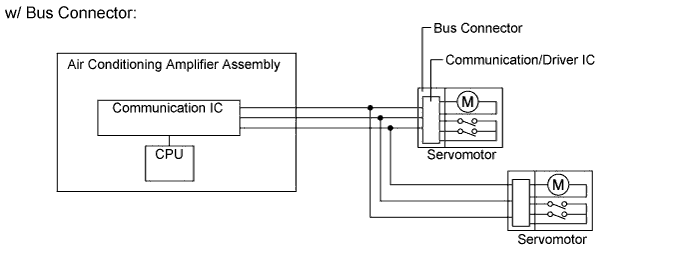 w/ Bus Connector:
Bus Connector
Air Conditioning Amplifier Assembly
Communication/Driver IC
Communication IC
M
CPU
Servomotor
M
Servomotor